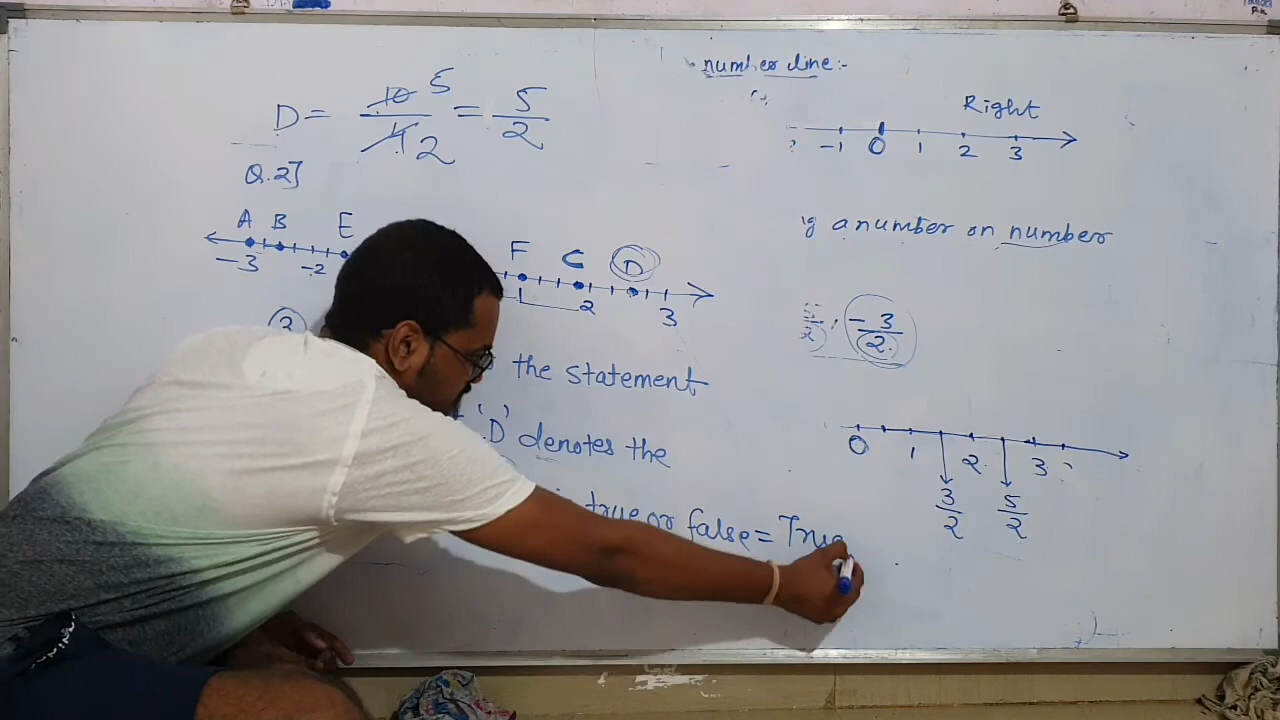 number line:-
D = 10/4 5 2 = 5/2
Right
-1 0 1 2 3
Q.2]
A B E F C D
-3 -2 1 2 3
a number on number
-3/2
the statement
'D' denotes the
true or false = True
0 1 2 3
3/2 5/2